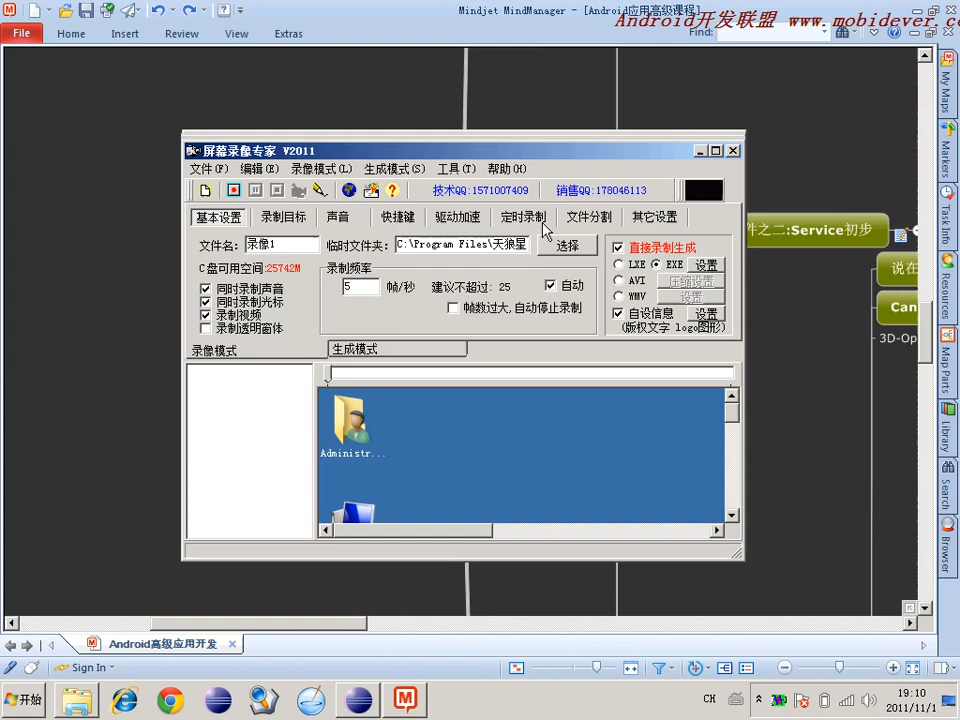 Mindjet MindManager - [Android应用高级课程]
Android开发联盟 www.mobidever.co
File Home Insert Review View Extras Find:
屏幕录像专家 V2011
文件(F) 编辑(E) 录像模式(L) 生成模式(S) 工具(T) 帮助(H)
技术QQ:1571007409 销售QQ:178046113
基本设置 录制目标 声音 快捷键 驱动加速 定时录制 文件分割 其它设置
文件名: 录像1 临时文件夹: C:\Program Files\天狼星 选择
直接录制生成
C盘可用空间:25742M 录制频率
LXE EXE 设置
5 帧/秒 建议不超过: 25 自动
AVI 压缩设置
同时录制声音
WMV 设置
同时录制光标
帧数过大,自动停止录制
录制视频
自设信息 设置
录制透明窗体
(版权文字 logo图形)
录像模式 生成模式
Administr...
件之二:Service初步
说在
Can
3D-Op
My Maps
Markers
Task Info
Resources
Map Parts
Library
Search
Browser
Android高级应用开发
Sign In
开始
CH
19:10
2011/11/1